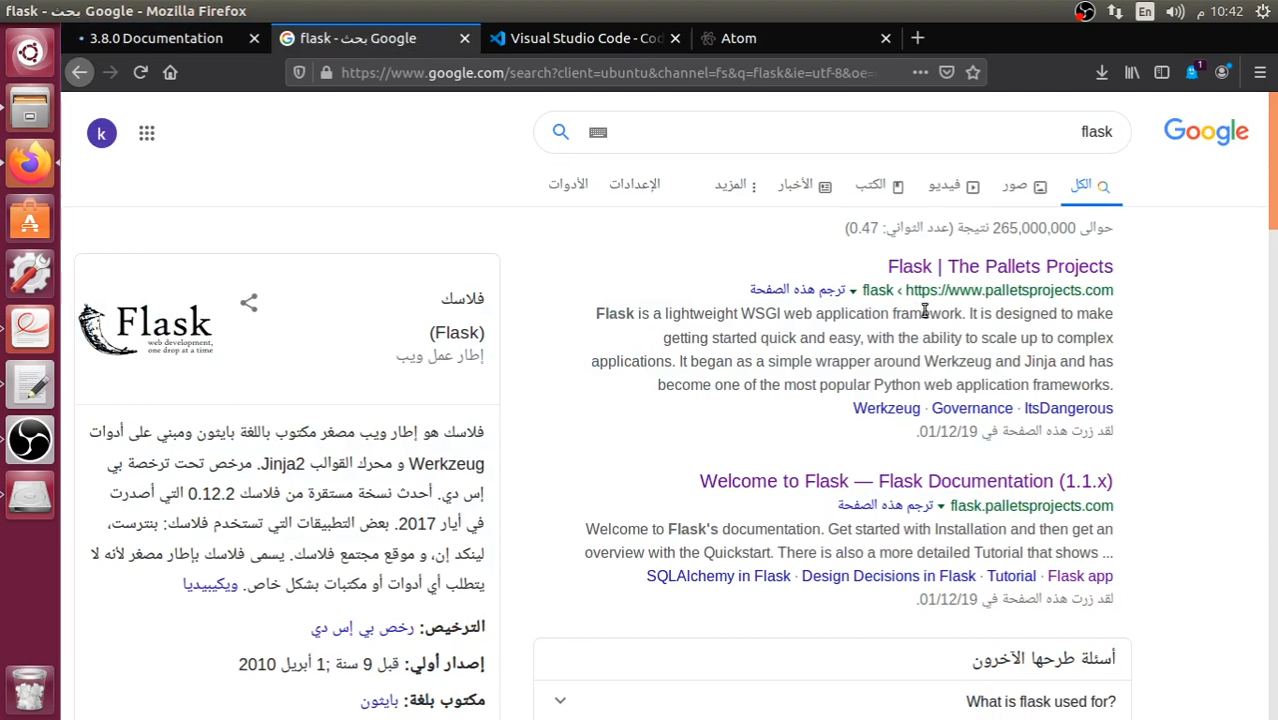 flask - بحث Google - Mozilla Firefox
En
10:42 م
3.8.0 Documentation
flask - بحث Google
Visual Studio Code - Cod
Atom
https://www.google.com/search?client=ubuntu&channel=fs&q=flask&ie=utf-8&oe=
1
k
flask
Google
الكل
صور
فيديو
الكتب
الأخبار
المزيد
الإعدادات
الأدوات
حوالى 265,000,000 نتيجة (عدد الثواني: 0.47)
Flask | The Pallets Projects
https://www.palletsprojects.com › flask ترجم هذه الصفحة
Flask is a lightweight WSGI web application framework. It is designed to make
getting started quick and easy, with the ability to scale up to complex
applications. It began as a simple wrapper around Werkzeug and Jinja and has
become one of the most popular Python web application frameworks.
Werkzeug · Governance · ItsDangerous
لقد زرت هذه الصفحة في 01/12/19.
Welcome to Flask — Flask Documentation (1.1.x)
flask.palletsprojects.com ترجم هذه الصفحة
Welcome to Flask's documentation. Get started with Installation and then get an
overview with the Quickstart. There is also a more detailed Tutorial that shows ...
SQLAlchemy in Flask · Design Decisions in Flask · Tutorial · Flask app
لقد زرت هذه الصفحة في 01/12/19.
أسئلة طرحها الآخرون
What is flask used for?
فلاسك
(Flask)
إطار عمل ويب
Flask
web development,
one drop at a time
فلاسك هو إطار ويب مصغر مكتوب باللغة بايثون ومبني على أدوات
Werkzeug و محرك القوالب Jinja2. مرخص تحت ترخصة بي
إس دي. أحدث نسخة مستقرة من فلاسك 0.12.2 التي أصدرت
في أيار 2017. بعض التطبيقات التي تستخدم فلاسك: بنترست،
لينكد إن، و موقع مجتمع فلاسك. يسمى فلاسك بإطار مصغر لأنه لا
يتطلب أي أدوات أو مكتبات بشكل خاص. ويكيبيديا
الترخيص: رخص بي إس دي
إصدار أولي: قبل 9 سنة ;1 أبريل 2010
مكتوب بلغة: بايثون